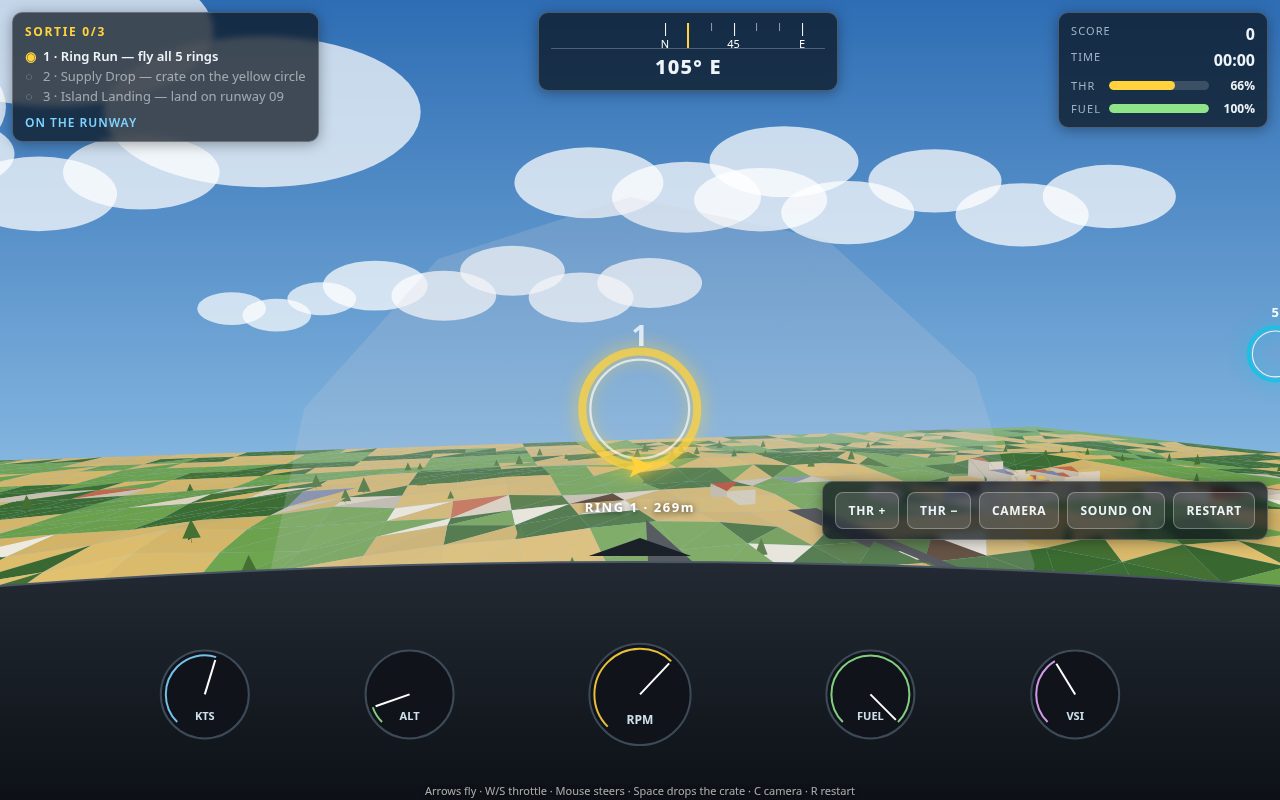 SORTIE 0/3
1 · Ring Run — fly all 5 rings
2 · Supply Drop — crate on the yellow circle
3 · Island Landing — land on runway 09
ON THE RUNWAY
N 45 E
105° E
SCORE 0
TIME 00:00
THR 66%
FUEL 100%
1
5
RING 1 · 269m
THR + THR − CAMERA SOUND ON RESTART
KTS ALT RPM FUEL VSI
Arrows fly · W/S throttle · Mouse steers · Space drops the crate · C camera · R restart